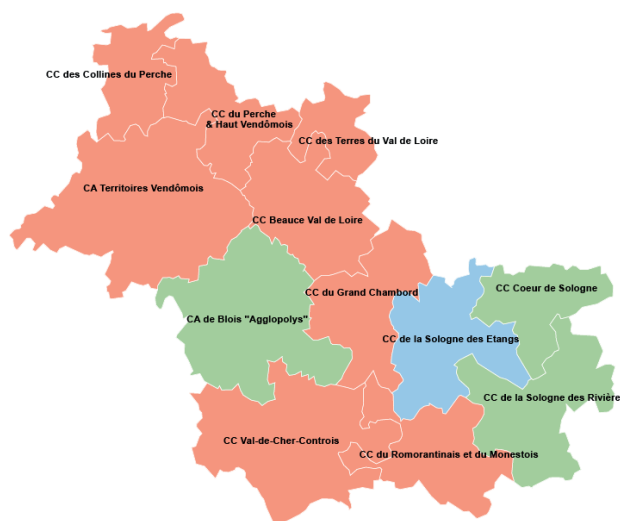 CC des Collines du Perche
CC du Perche
& Haut Vendômois
CC des Terres du Val de Loire
CA Territoires Vendômois
CC Beauce Val de Loire
CC Coeur de Sologne
CC du Grand Chambord
CA de Blois "Agglopolys"
CC de la Sologne des Etangs
CC de la Sologne des Rivière
CC Val-de-Cher-Controis
CC du Romorantinais et du Monestois